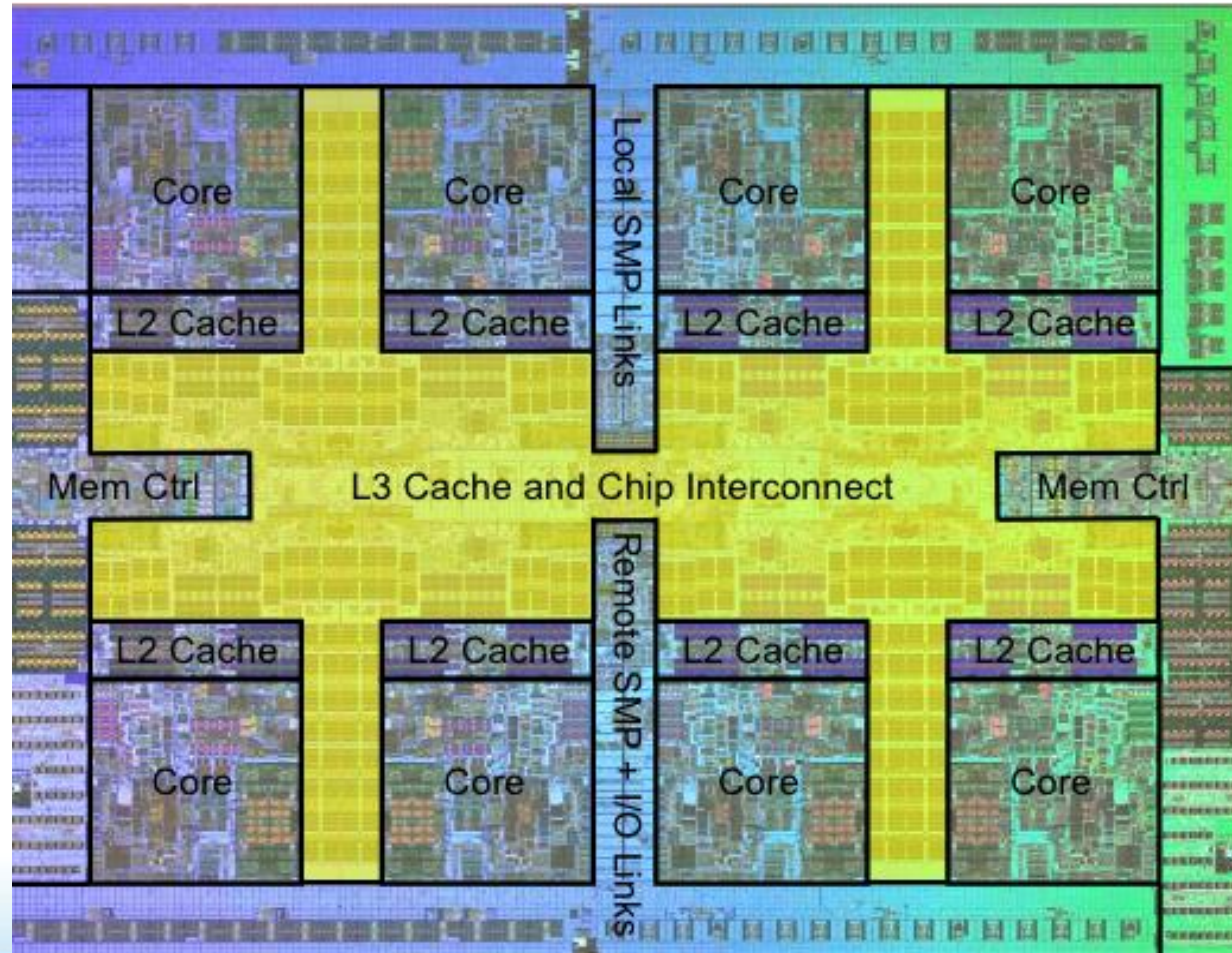 Core
Core
Core
Core
Local SMP Links
L2 Cache
L2 Cache
L2 Cache
L2 Cache
Mem Ctrl
L3 Cache and Chip Interconnect
Mem Ctrl
Remote SMP + I/O Links
L2 Cache
L2 Cache
L2 Cache
L2 Cache
Core
Core
Core
Core